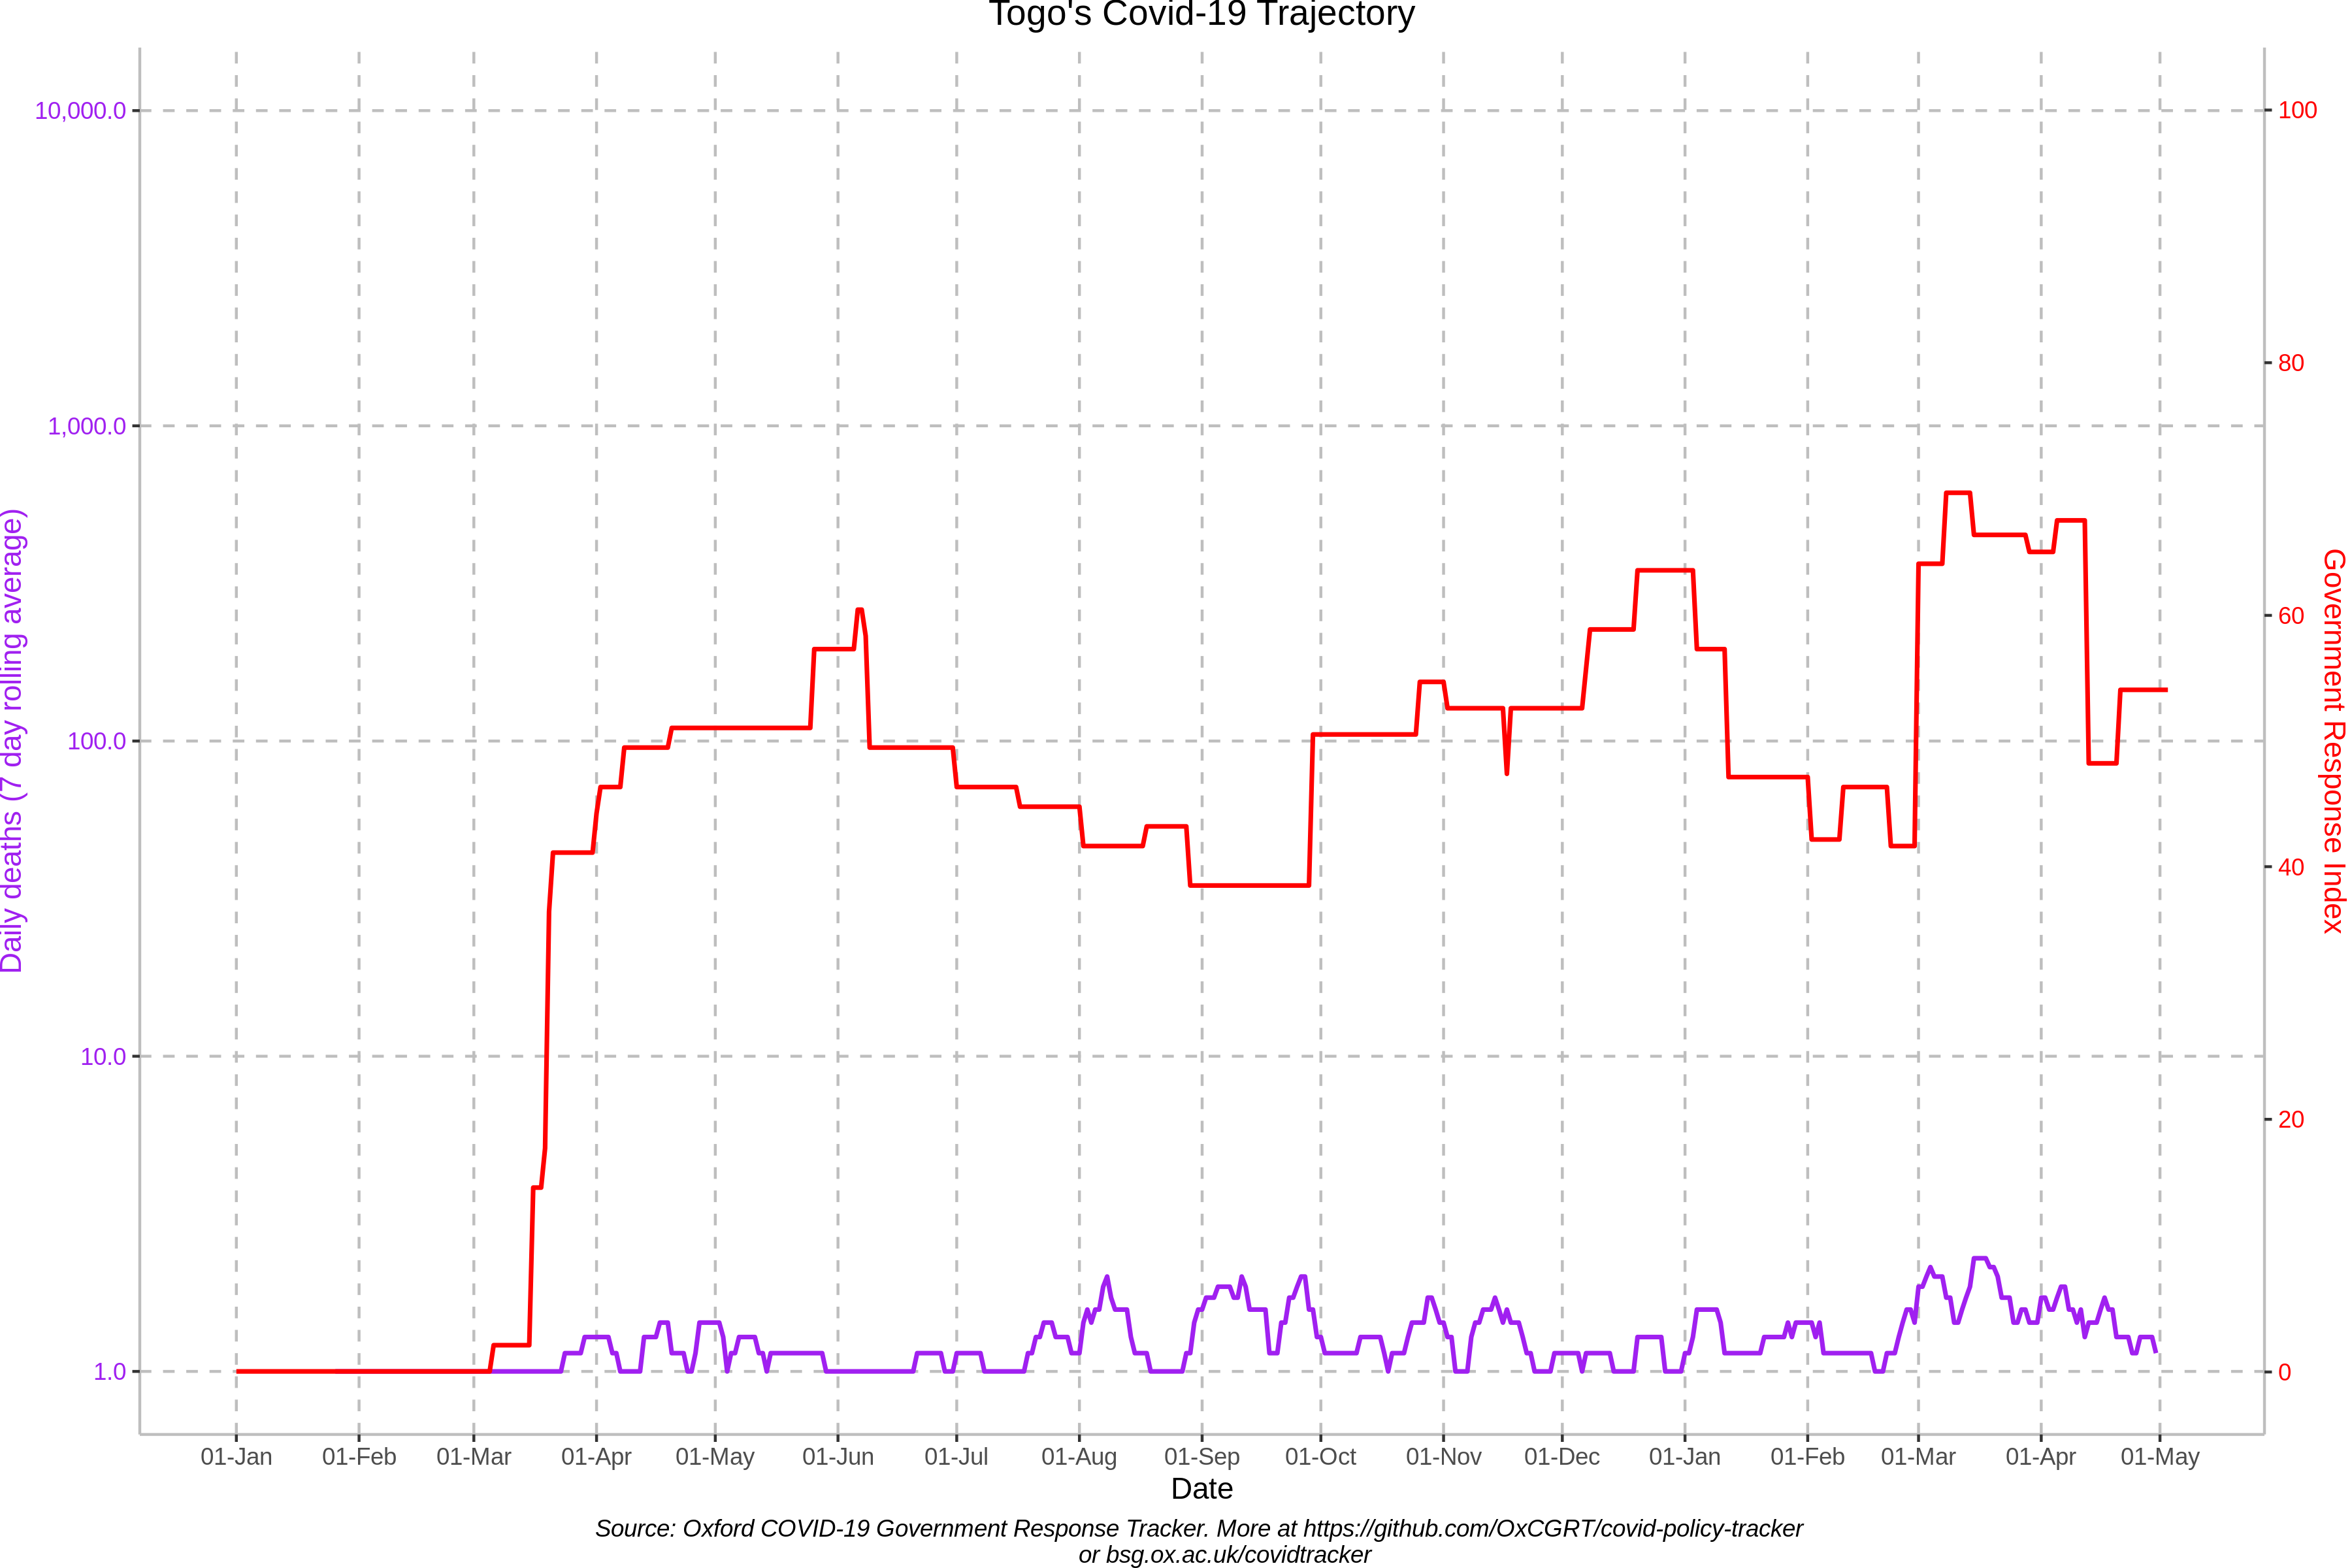 Togo's Covid-19 Trajectory
10,000.0
1,000.0
100.0
10.0
1.0
Daily deaths (7 day rolling average)
100
80
60
40
20
0
Government Response Index
01-Jan 01-Feb 01-Mar 01-Apr 01-May 01-Jun 01-Jul 01-Aug 01-Sep 01-Oct 01-Nov 01-Dec 01-Jan 01-Feb 01-Mar 01-Apr 01-May
Date
Source: Oxford COVID-19 Government Response Tracker. More at https://github.com/OxCGRT/covid-policy-tracker
or bsg.ox.ac.uk/covidtracker